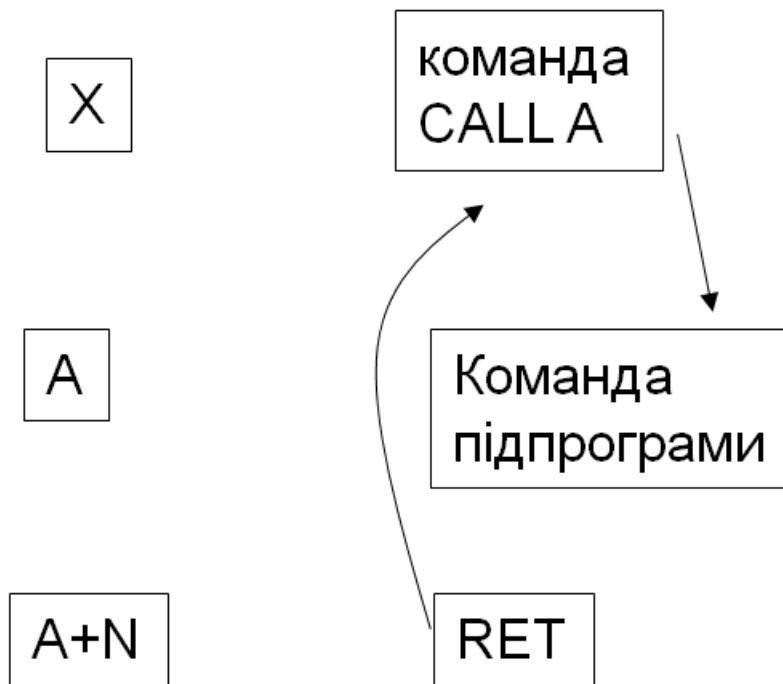 X
команда
CALL A
A
Команда
підпрограми
A+N
RET